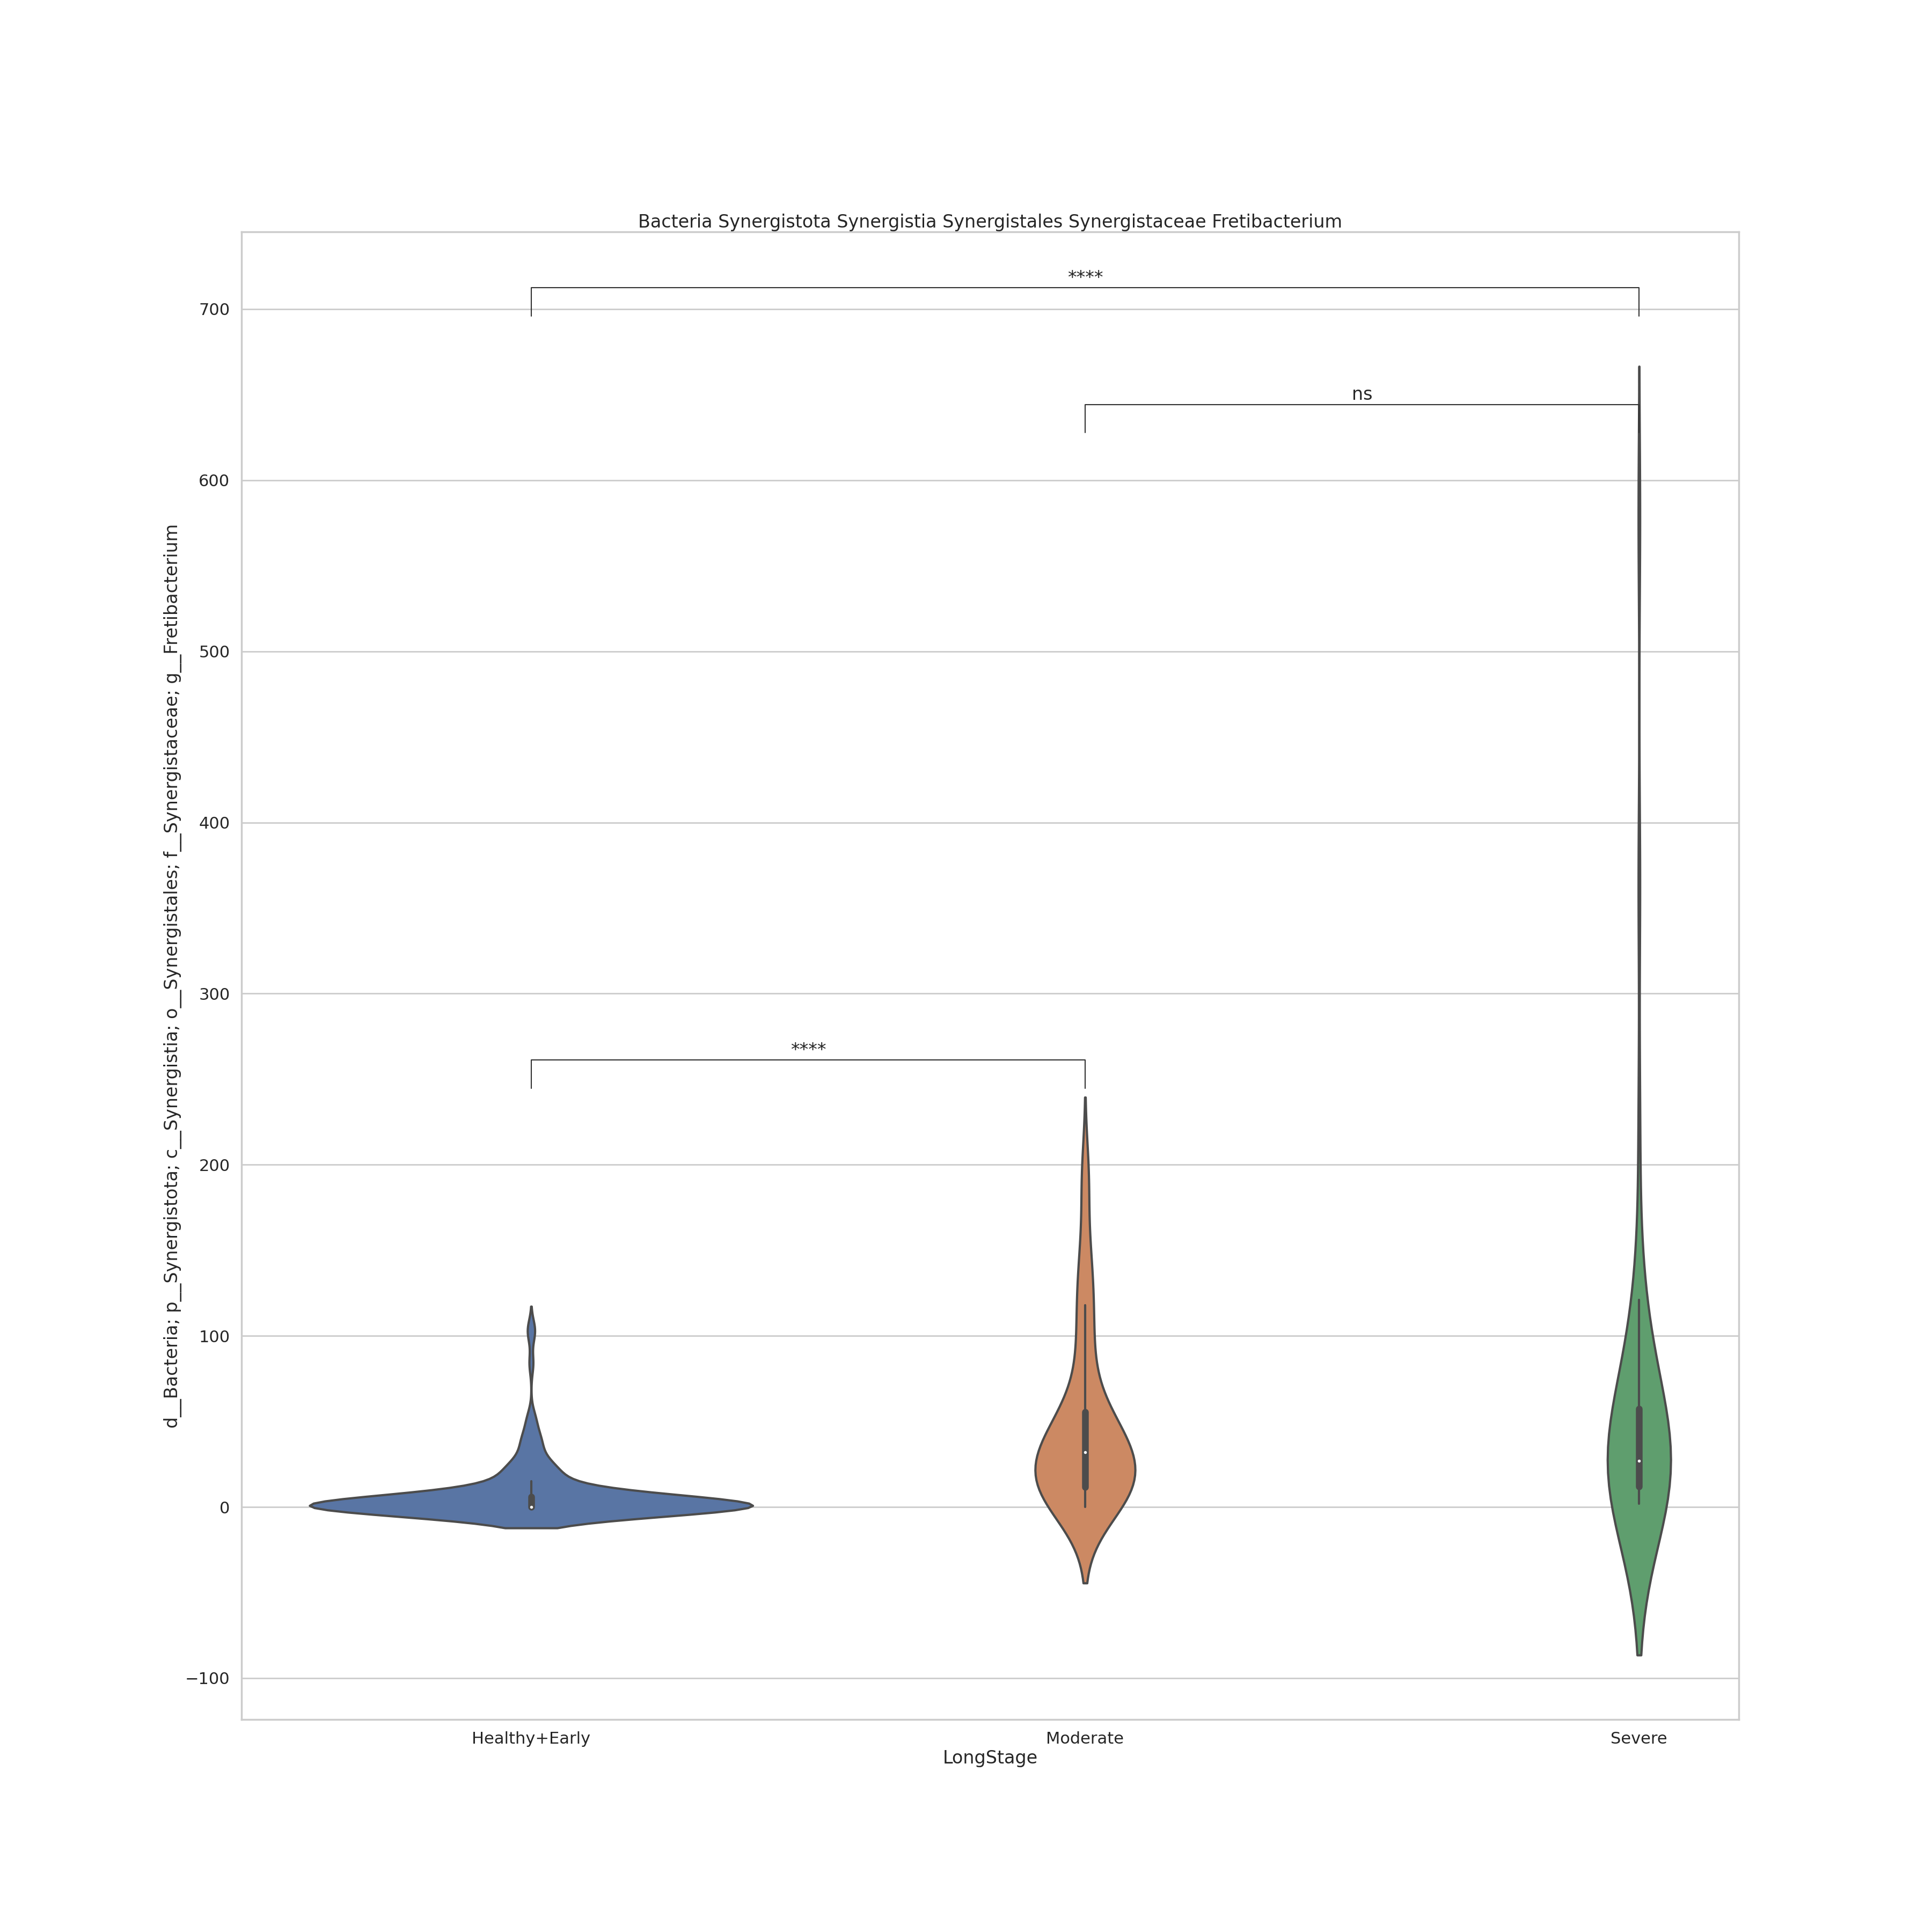 Bacteria Synergistota Synergistia Synergistales Synergistaceae Fretibacterium
****
700
ns
600
500
400
300
****
200
100
0
−100
d__Bacteria; p__Synergistota; c__Synergistia; o__Synergistales; f__Synergistaceae; g__Fretibacterium
Healthy+Early Moderate Severe
LongStage